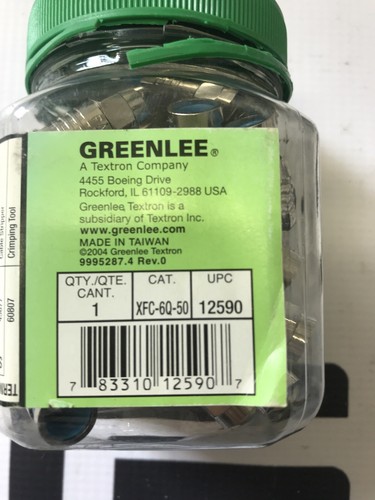 GREENLEE®
A Textron Company
4455 Boeing Drive
Rockford, IL 61109-2988 USA
Greenlee Textron is a
subsidiary of Textron Inc.
www.greenlee.com
MADE IN TAIWAN
©2004 Greenlee Textron
9995287.4 Rev.0
QTY./QTE. CAT. UPC
CANT.
1 XFC-6Q-50 12590
7 83310 12590 7
Crimping Tool
60807